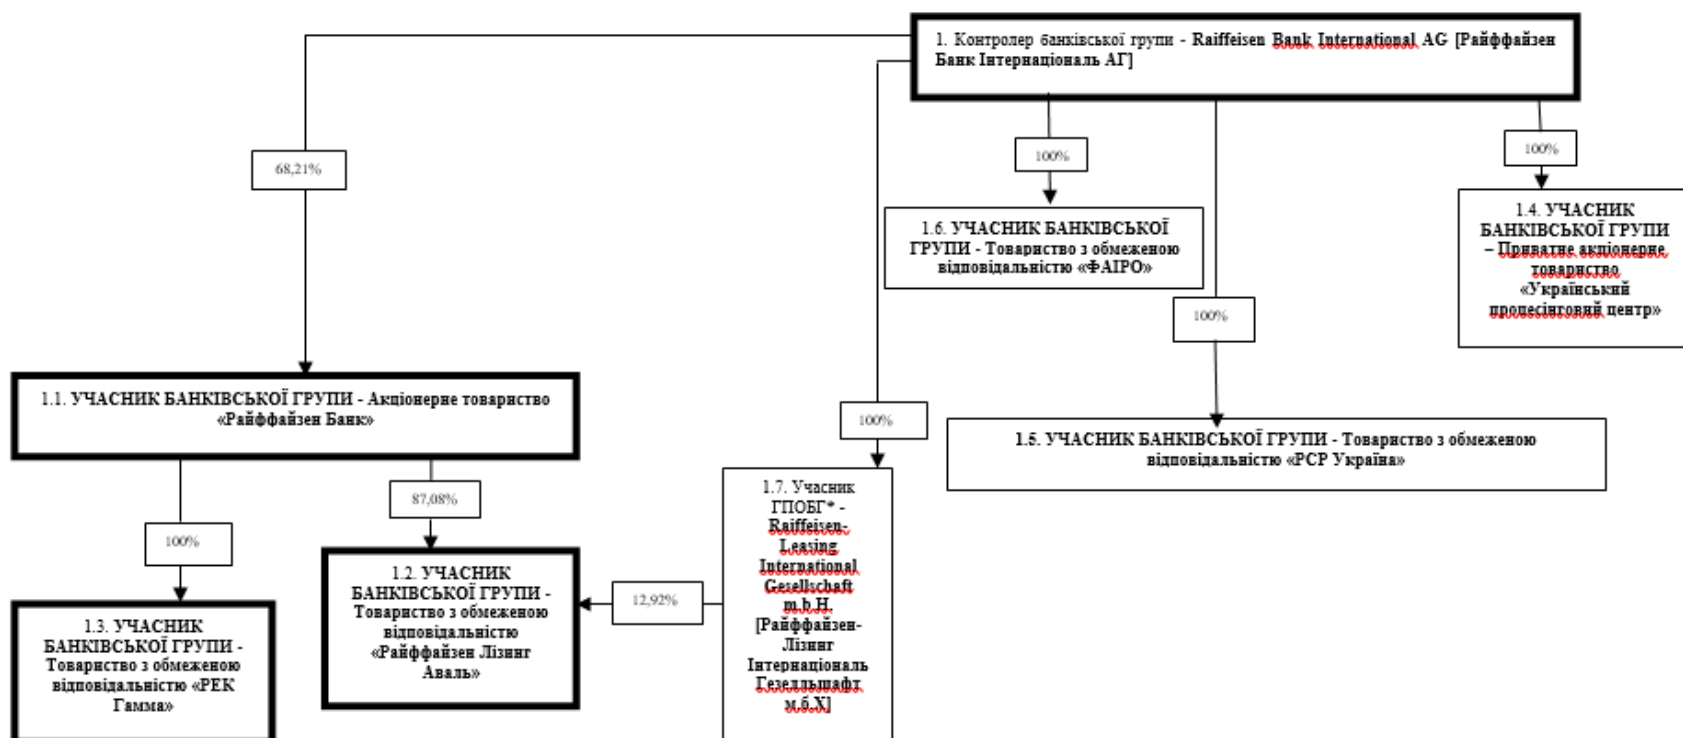 1. Контролер банківської групи - Raiffeisen Bank International AG [Райффайзен
Банк Інтернаціональ АГ]
68,21%
100%
100%
1.6. УЧАСНИК БАНКІВСЬКОЇ
ГРУПИ - Товариство з обмеженою
відповідальністю «ФАІРО»
1.4. УЧАСНИК
БАНКІВСЬКОЇ ГРУПИ
– Приватне акціонерне
товариство
«Український
процесінговий центр»
100%
1.1. УЧАСНИК БАНКІВСЬКОЇ ГРУПИ - Акціонерне товариство
«Райффайзен Банк»
100%
1.5. УЧАСНИК БАНКІВСЬКОЇ ГРУПИ - Товариство з обмеженою
відповідальністю «РСР Україна»
87,08%
100%
1.7. Учасник
ГПОБГ* -
Raiffeisen-
Leasing
International
Gesellschaft
m.b.H.
[Райффайзен-
Лізинг
Інтернаціональ
Гезелльшафт
м.б.Х]
1.2. УЧАСНИК
БАНКІВСЬКОЇ ГРУПИ -
Товариство з обмеженою
відповідальністю
«Райффайзен Лізинг
Аваль»
12,92%
1.3. УЧАСНИК
БАНКІВСЬКОЇ ГРУПИ -
Товариство з обмеженою
відповідальністю «РЕК
Гамма»